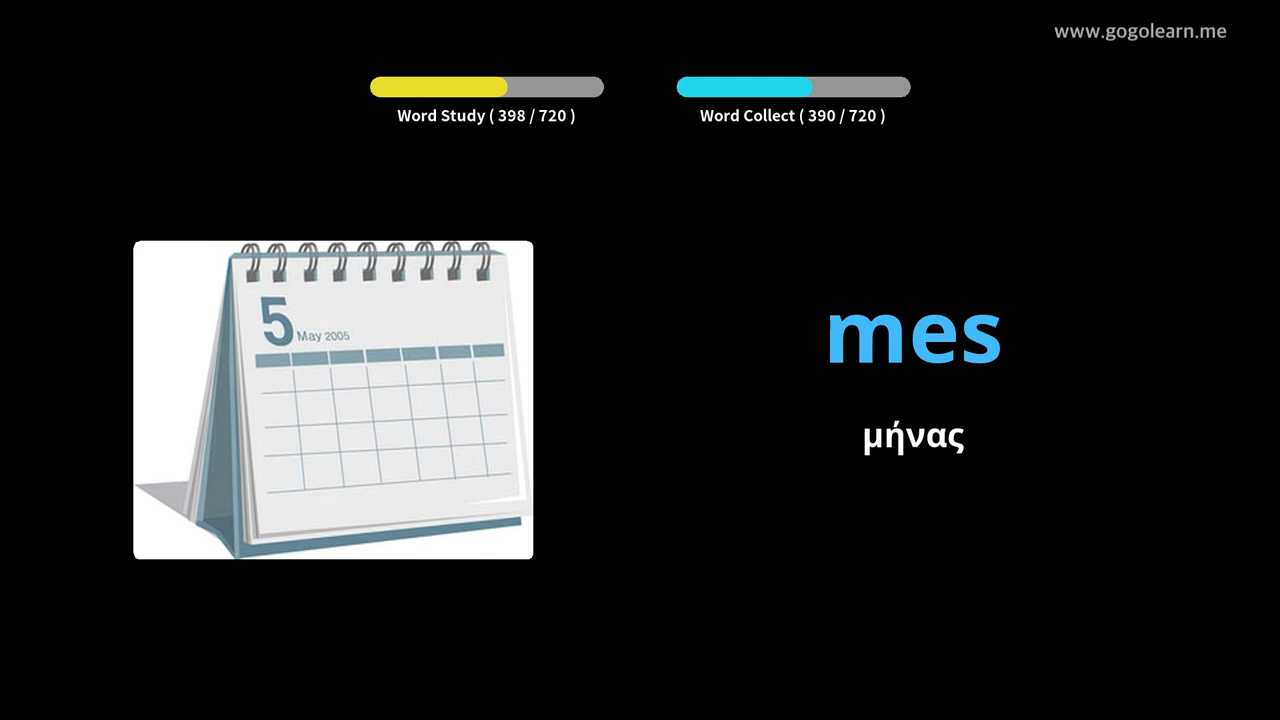 www.gogolearn.me
Word Study ( 398 / 720 )
Word Collect ( 390 / 720 )
5 May 2005
mes
μήνας